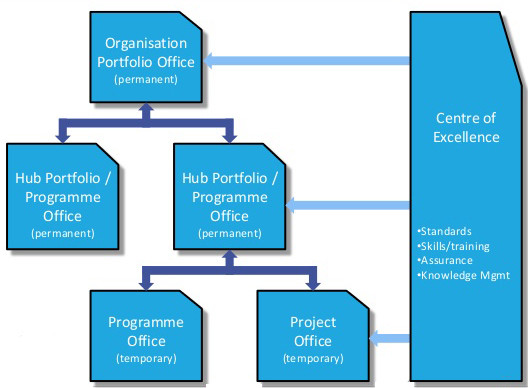 Organisation
Portfolio Office
(permanent)
Centre of
Excellence
•Standards
•Skills/training
•Assurance
•Knowledge Mgmt
Hub Portfolio /
Programme
Office
(permanent)
Hub Portfolio /
Programme
Office
(permanent)
Programme
Office
(temporary)
Project
Office
(temporary)